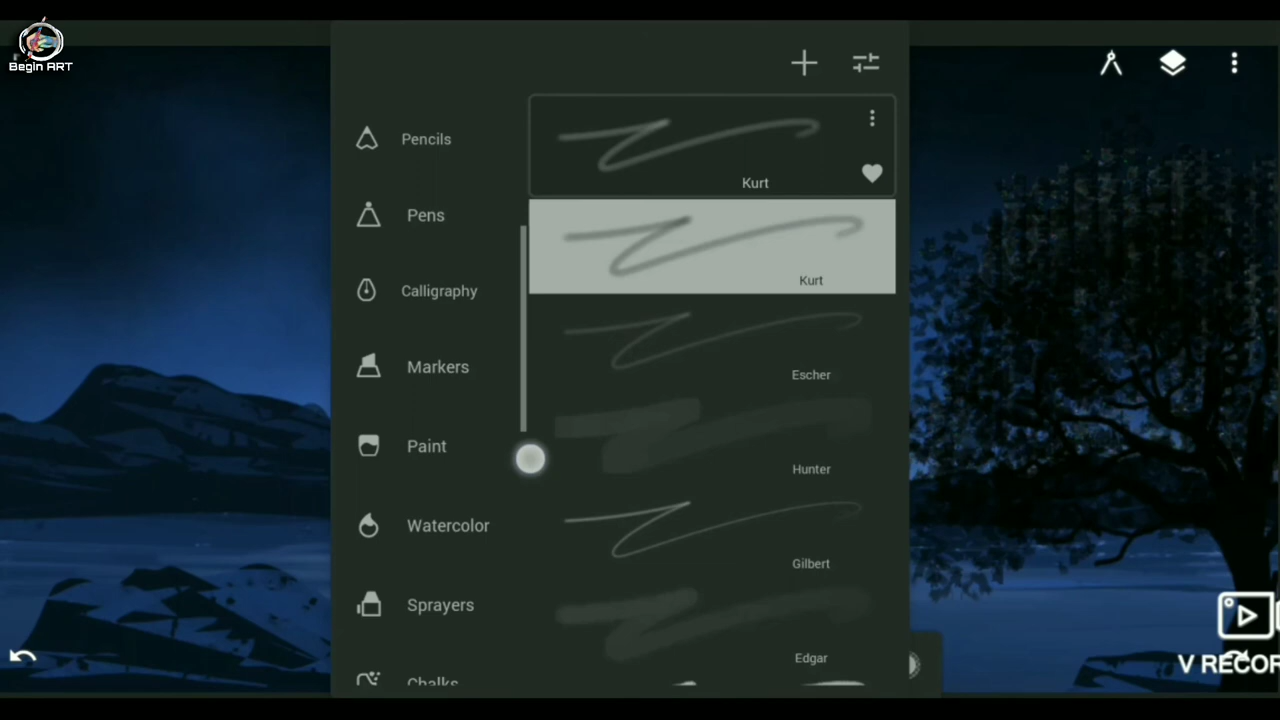 Begin ART
Pencils
Pens
Calligraphy
Markers
Paint
Watercolor
Sprayers
Chalks
Kurt
Kurt
Escher
Hunter
Gilbert
Edgar
V RECOR